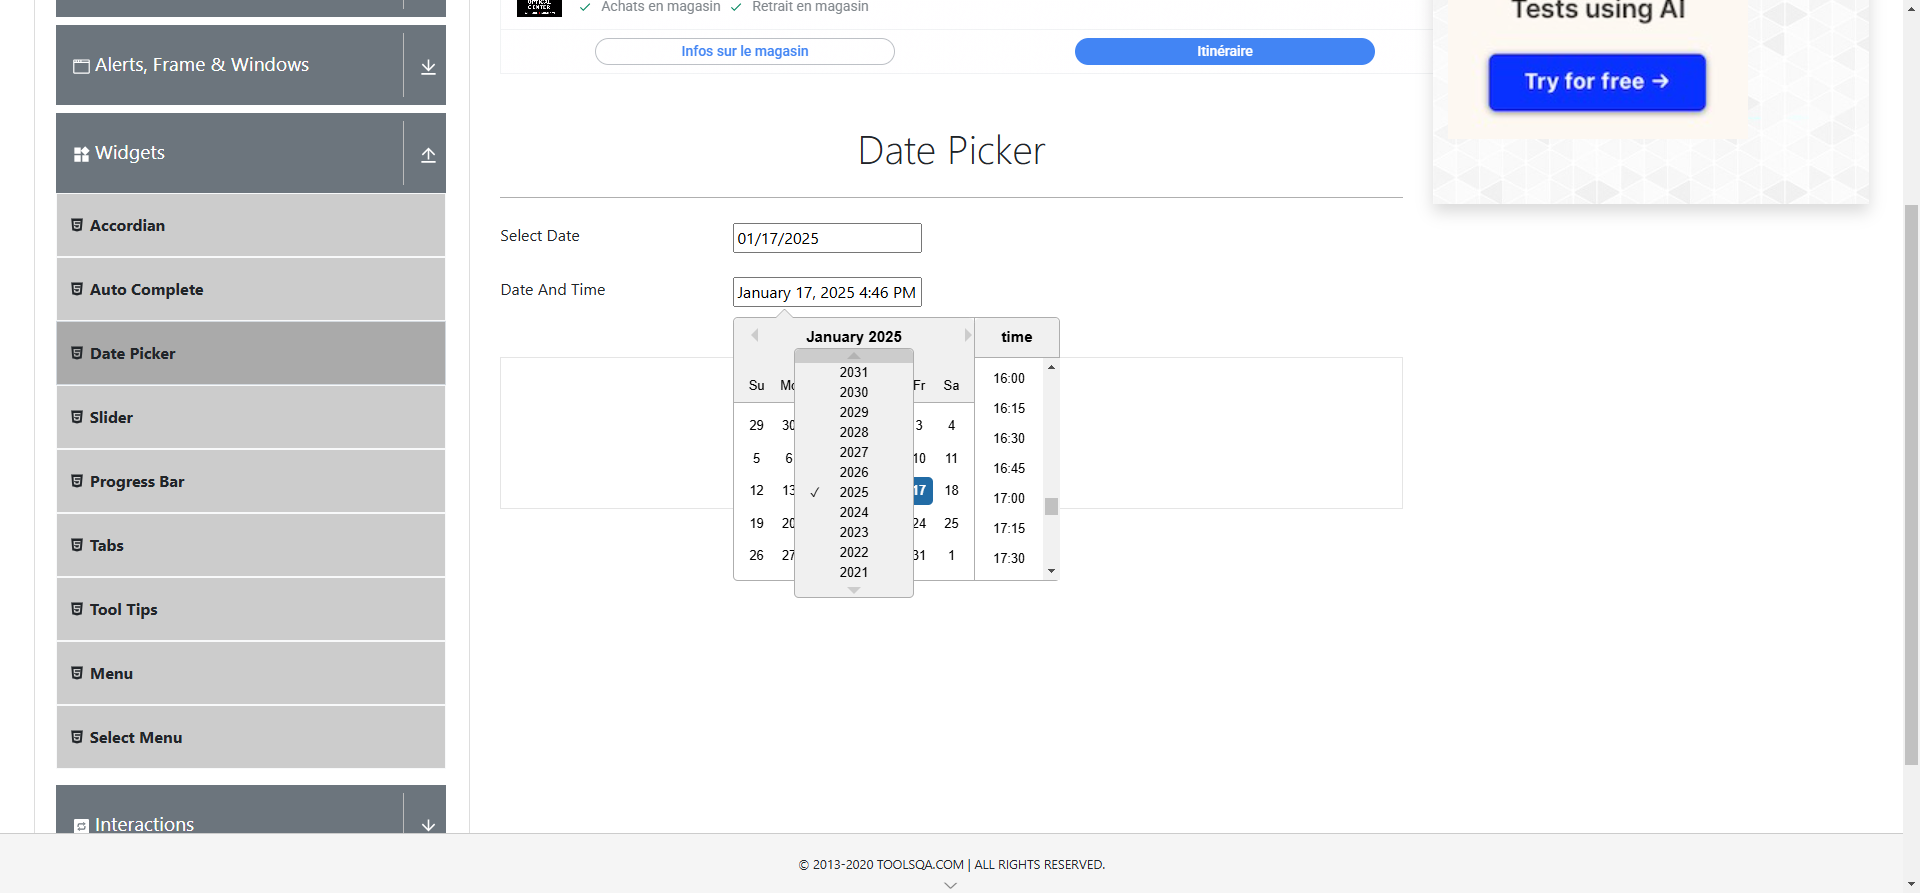 OPTICAL
CENTER
Achats en magasin Retrait en magasin
Infos sur le magasin
Itinéraire
Tests using AI
Try for free →
Alerts, Frame & Windows
Widgets
Accordian
Auto Complete
Date Picker
Slider
Progress Bar
Tabs
Tool Tips
Menu
Select Menu
Interactions
Date Picker
Select Date
01/17/2025
Date And Time
January 17, 2025 4:46 PM
January 2025
time
2031
2030
2029
2028
2027
2026
✓ 2025
2024
2023
2022
2021
Su Mo Fr Sa
29 30 3 4
5 6 10 11
12 13 17 18
19 20 24 25
26 27 31 1
16:00
16:15
16:30
16:45
17:00
17:15
17:30
© 2013-2020 TOOLSQA.COM | ALL RIGHTS RESERVED.